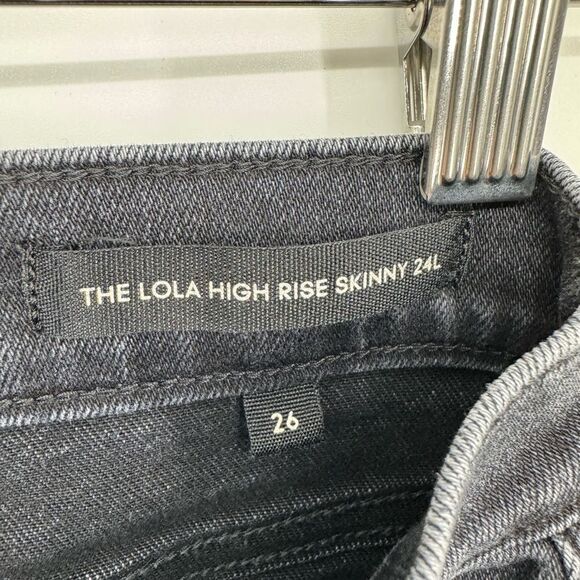 THE LOLA HIGH RISE SKINNY 24L
26